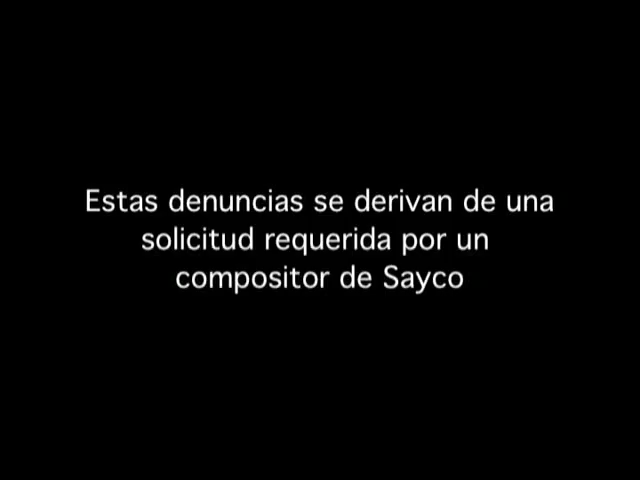 Estas denuncias se derivan de una
solicitud requerida por un
compositor de Sayco